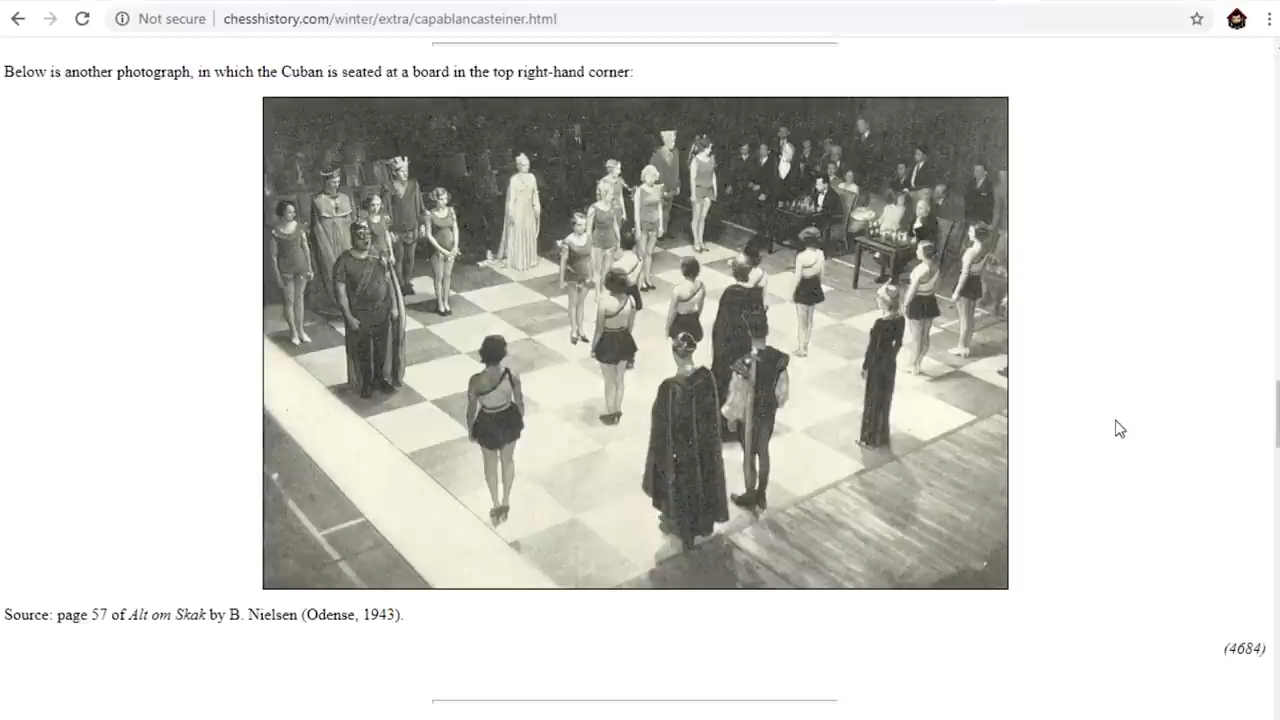 Not secure
chesshistory.com/winter/extra/capablancasteiner.html
Below is another photograph, in which the Cuban is seated at a board in the top right-hand corner:
Source: page 57 of Alt om Skak by B. Nielsen (Odense, 1943).
(4684)